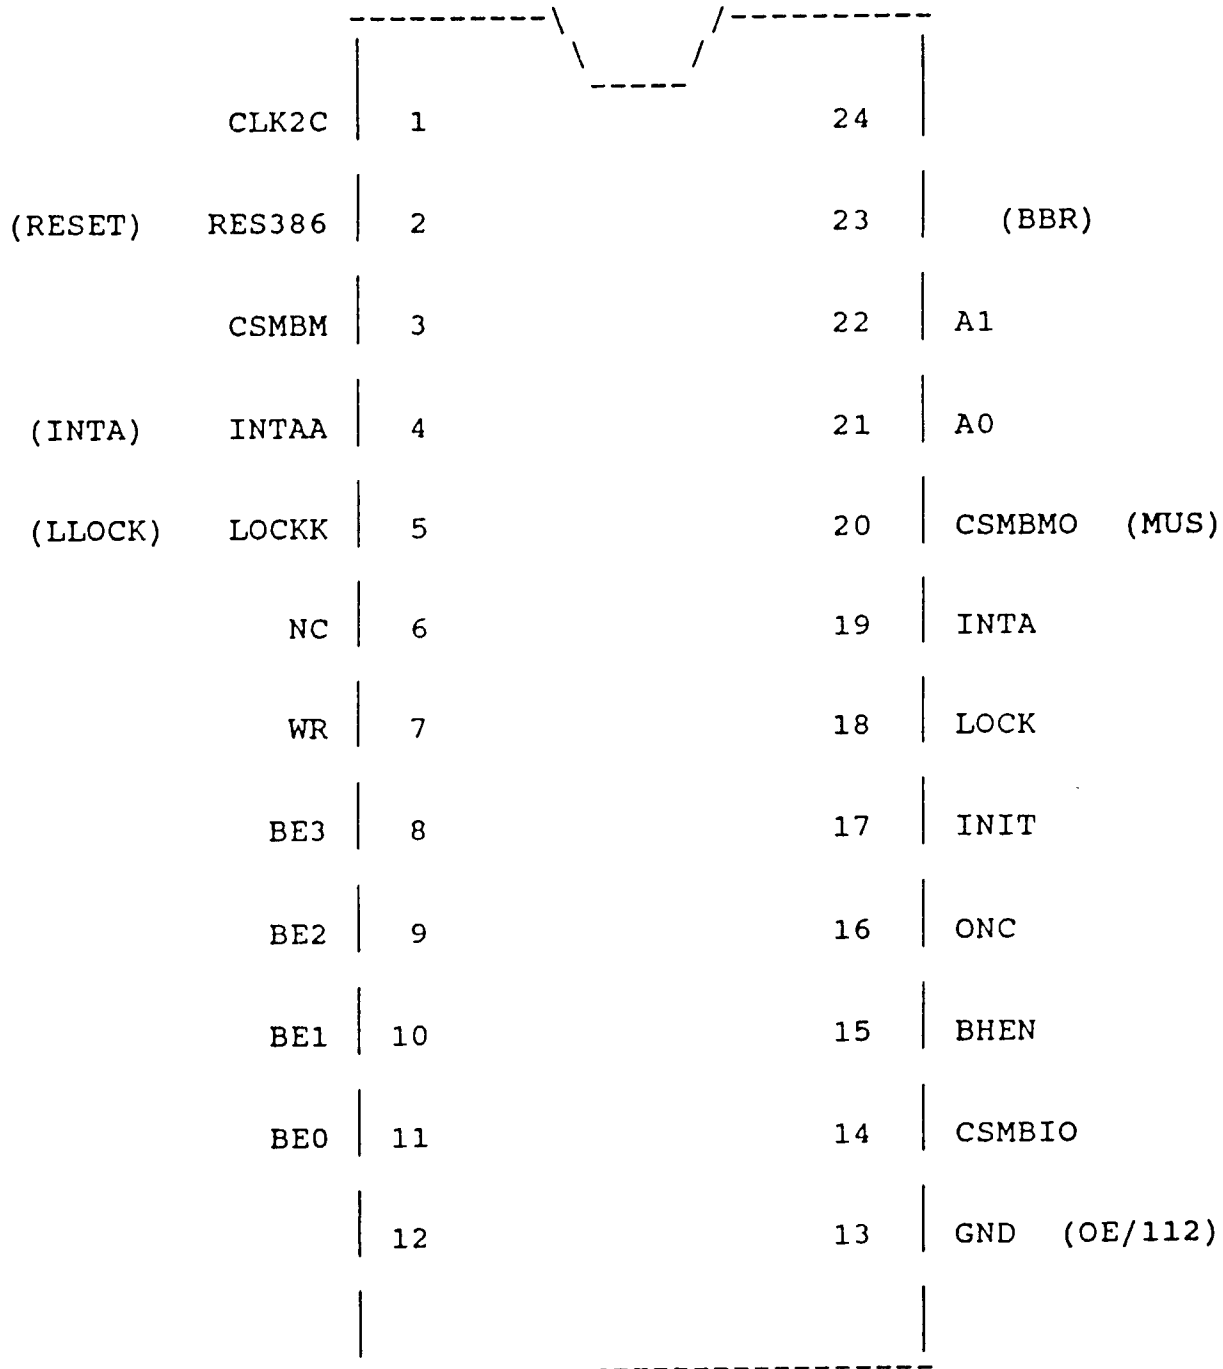 CLK2C 1 24
(RESET) RES386 2 23 (BBR)
CSMBM 3 22 A1
(INTA) INTAA 4 21 A0
(LLOCK) LOCKK 5 20 CSMBMO (MUS)
NC 6 19 INTA
WR 7 18 LOCK
BE3 8 17 INIT
BE2 9 16 ONC
BE1 10 15 BHEN
BE0 11 14 CSMBIO
12 13 GND (OE/112)